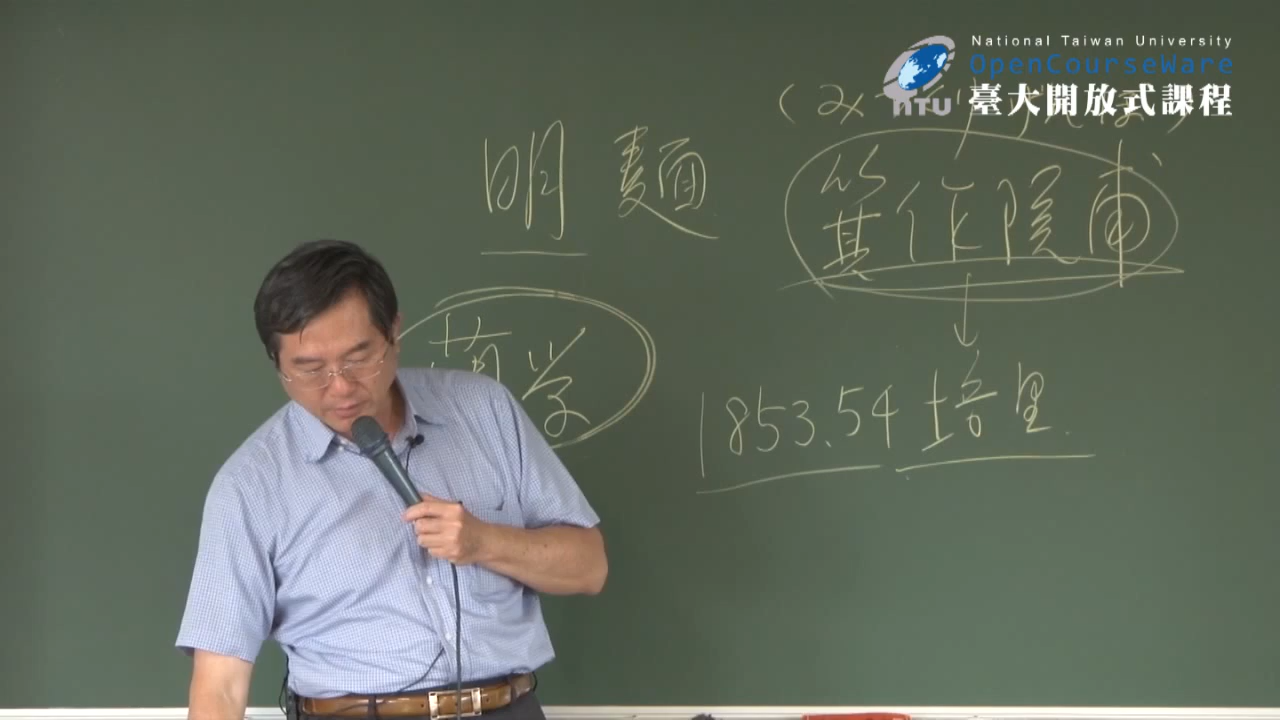 National Taiwan University
OpenCourseWare
NTU 臺大開放式課程
明 麵
箕作阮甫
蘭学
1853.54 培里